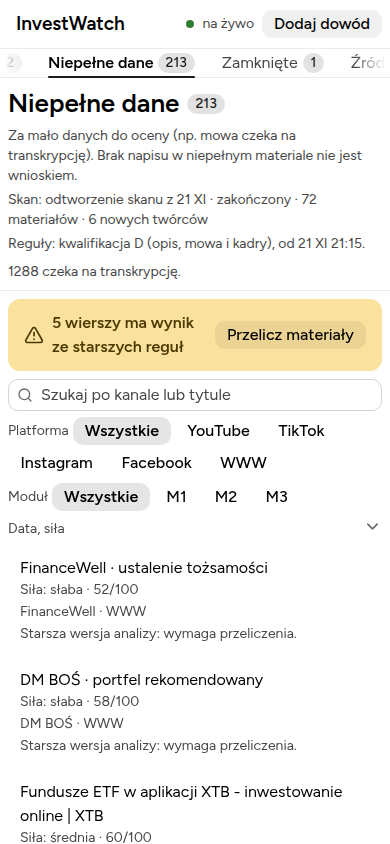 InvestWatch
na żywo
Dodaj dowód
2
Niepełne dane 213
Zamknięte 1
Źród
Niepełne dane 213
Za mało danych do oceny (np. mowa czeka na
transkrypcję). Brak napisu w niepełnym materiale nie jest
wnioskiem.
Skan: odtworzenie skanu z 21 XI · zakończony · 72
materiałów · 6 nowych twórców
Reguły: kwalifikacja D (opis, mowa i kadry), od 21 XI 21:15.
1288 czeka na transkrypcję.
5 wierszy ma wynik
ze starszych reguł
Przelicz materiały
Szukaj po kanale lub tytule
Platforma Wszystkie YouTube TikTok
Instagram Facebook WWW
Moduł Wszystkie M1 M2 M3
Data, siła
FinanceWell · ustalenie tożsamości
Siła: słaba · 52/100
FinanceWell · WWW
Starsza wersja analizy: wymaga przeliczenia.
DM BOŚ · portfel rekomendowany
Siła: słaba · 58/100
DM BOŚ · WWW
Starsza wersja analizy: wymaga przeliczenia.
Fundusze ETF w aplikacji XTB - inwestowanie
online | XTB
Siła: średnia · 60/100